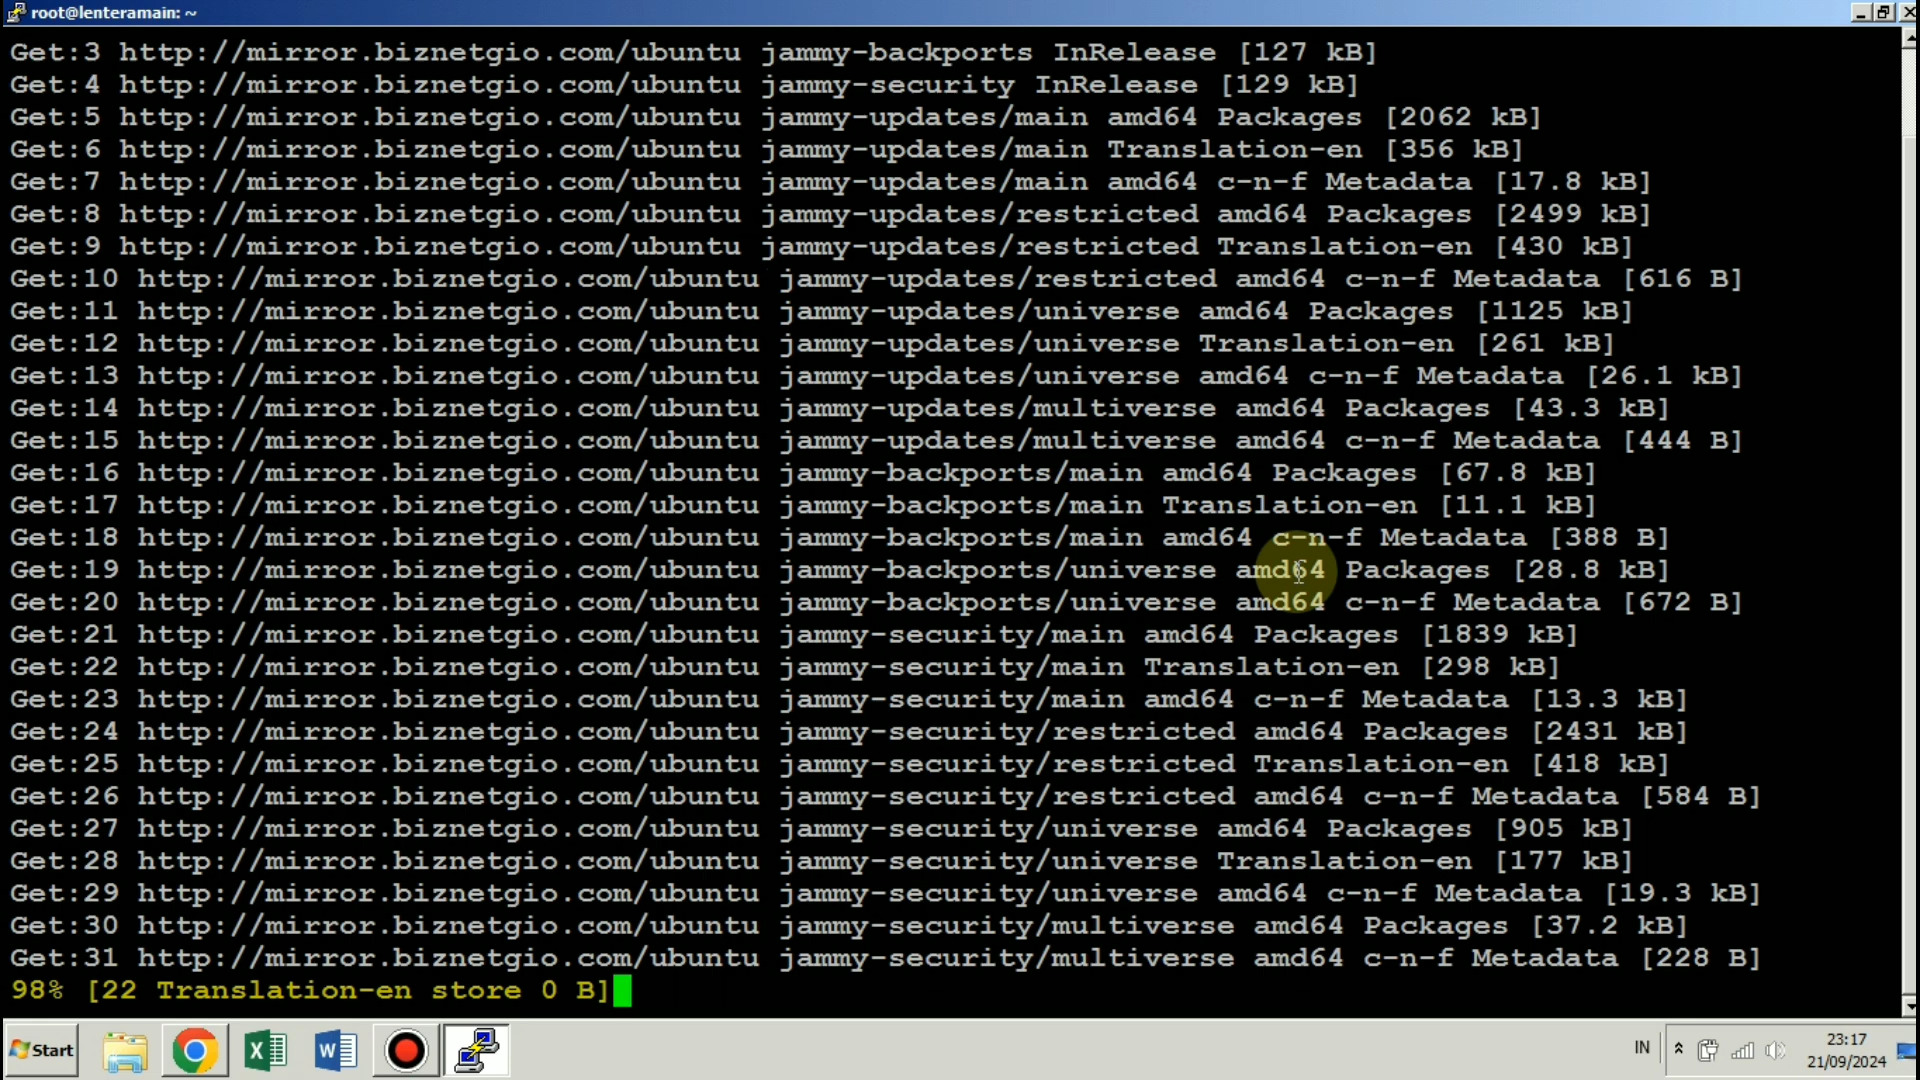 root@lenteramain: ~
Get:3 http://mirror.biznetgio.com/ubuntu jammy-backports InRelease [127 kB]
Get:4 http://mirror.biznetgio.com/ubuntu jammy-security InRelease [129 kB]
Get:5 http://mirror.biznetgio.com/ubuntu jammy-updates/main amd64 Packages [2062 kB]
Get:6 http://mirror.biznetgio.com/ubuntu jammy-updates/main Translation-en [356 kB]
Get:7 http://mirror.biznetgio.com/ubuntu jammy-updates/main amd64 c-n-f Metadata [17.8 kB]
Get:8 http://mirror.biznetgio.com/ubuntu jammy-updates/restricted amd64 Packages [2499 kB]
Get:9 http://mirror.biznetgio.com/ubuntu jammy-updates/restricted Translation-en [430 kB]
Get:10 http://mirror.biznetgio.com/ubuntu jammy-updates/restricted amd64 c-n-f Metadata [616 B]
Get:11 http://mirror.biznetgio.com/ubuntu jammy-updates/universe amd64 Packages [1125 kB]
Get:12 http://mirror.biznetgio.com/ubuntu jammy-updates/universe Translation-en [261 kB]
Get:13 http://mirror.biznetgio.com/ubuntu jammy-updates/universe amd64 c-n-f Metadata [26.1 kB]
Get:14 http://mirror.biznetgio.com/ubuntu jammy-updates/multiverse amd64 Packages [43.3 kB]
Get:15 http://mirror.biznetgio.com/ubuntu jammy-updates/multiverse amd64 c-n-f Metadata [444 B]
Get:16 http://mirror.biznetgio.com/ubuntu jammy-backports/main amd64 Packages [67.8 kB]
Get:17 http://mirror.biznetgio.com/ubuntu jammy-backports/main Translation-en [11.1 kB]
Get:18 http://mirror.biznetgio.com/ubuntu jammy-backports/main amd64 c-n-f Metadata [388 B]
Get:19 http://mirror.biznetgio.com/ubuntu jammy-backports/universe amd64 Packages [28.8 kB]
Get:20 http://mirror.biznetgio.com/ubuntu jammy-backports/universe amd64 c-n-f Metadata [672 B]
Get:21 http://mirror.biznetgio.com/ubuntu jammy-security/main amd64 Packages [1839 kB]
Get:22 http://mirror.biznetgio.com/ubuntu jammy-security/main Translation-en [298 kB]
Get:23 http://mirror.biznetgio.com/ubuntu jammy-security/main amd64 c-n-f Metadata [13.3 kB]
Get:24 http://mirror.biznetgio.com/ubuntu jammy-security/restricted amd64 Packages [2431 kB]
Get:25 http://mirror.biznetgio.com/ubuntu jammy-security/restricted Translation-en [418 kB]
Get:26 http://mirror.biznetgio.com/ubuntu jammy-security/restricted amd64 c-n-f Metadata [584 B]
Get:27 http://mirror.biznetgio.com/ubuntu jammy-security/universe amd64 Packages [905 kB]
Get:28 http://mirror.biznetgio.com/ubuntu jammy-security/universe Translation-en [177 kB]
Get:29 http://mirror.biznetgio.com/ubuntu jammy-security/universe amd64 c-n-f Metadata [19.3 kB]
Get:30 http://mirror.biznetgio.com/ubuntu jammy-security/multiverse amd64 Packages [37.2 kB]
Get:31 http://mirror.biznetgio.com/ubuntu jammy-security/multiverse amd64 c-n-f Metadata [228 B]
98% [22 Translation-en store 0 B]
Start
IN
23:17
21/09/2024